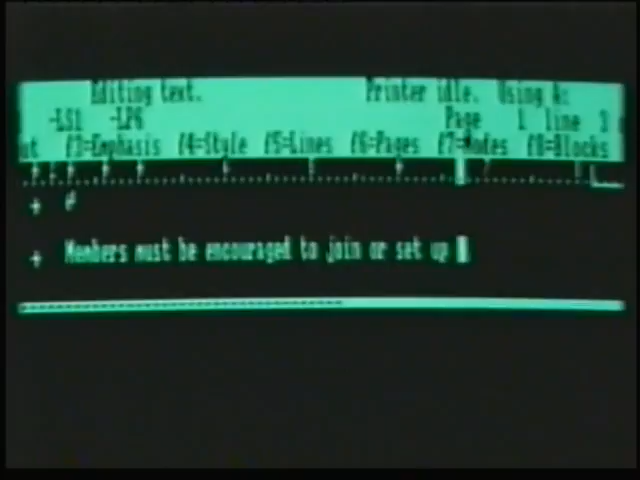 Editing text. Printer idle. Using A:
-LS1 -LP6 Page 1 line 3
f3=Emphasis f4=Style f5=Lines f6=Pages f7=Modes f8=Blocks
Members must be encouraged to join or set up